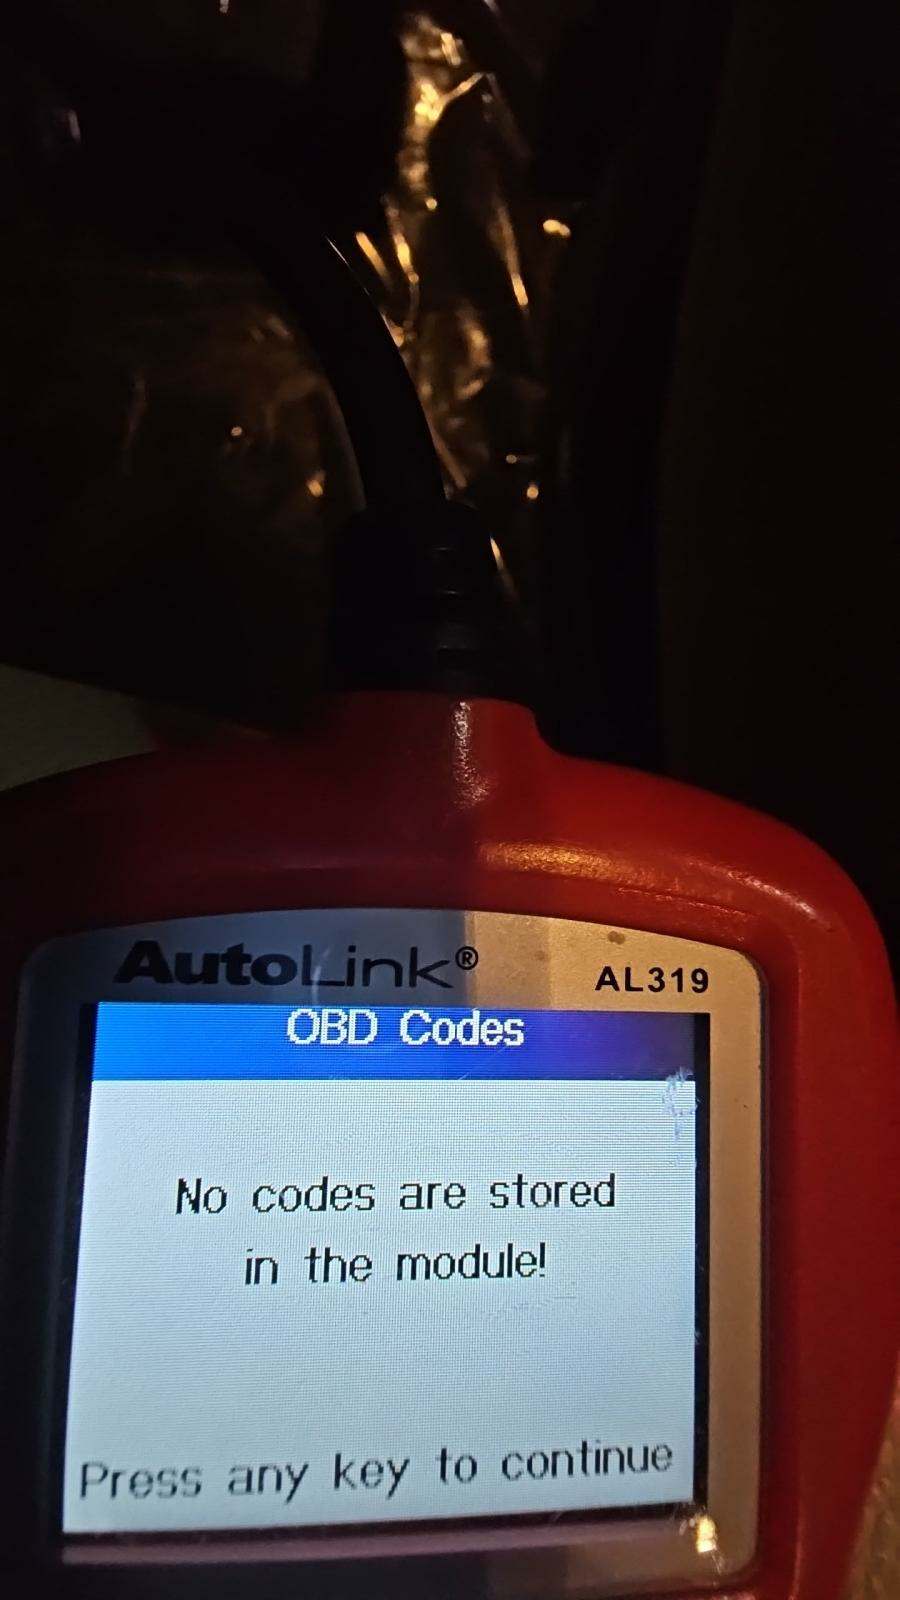 AutoLink® AL319
OBD Codes
No codes are stored
in the module!
Press any key to continue